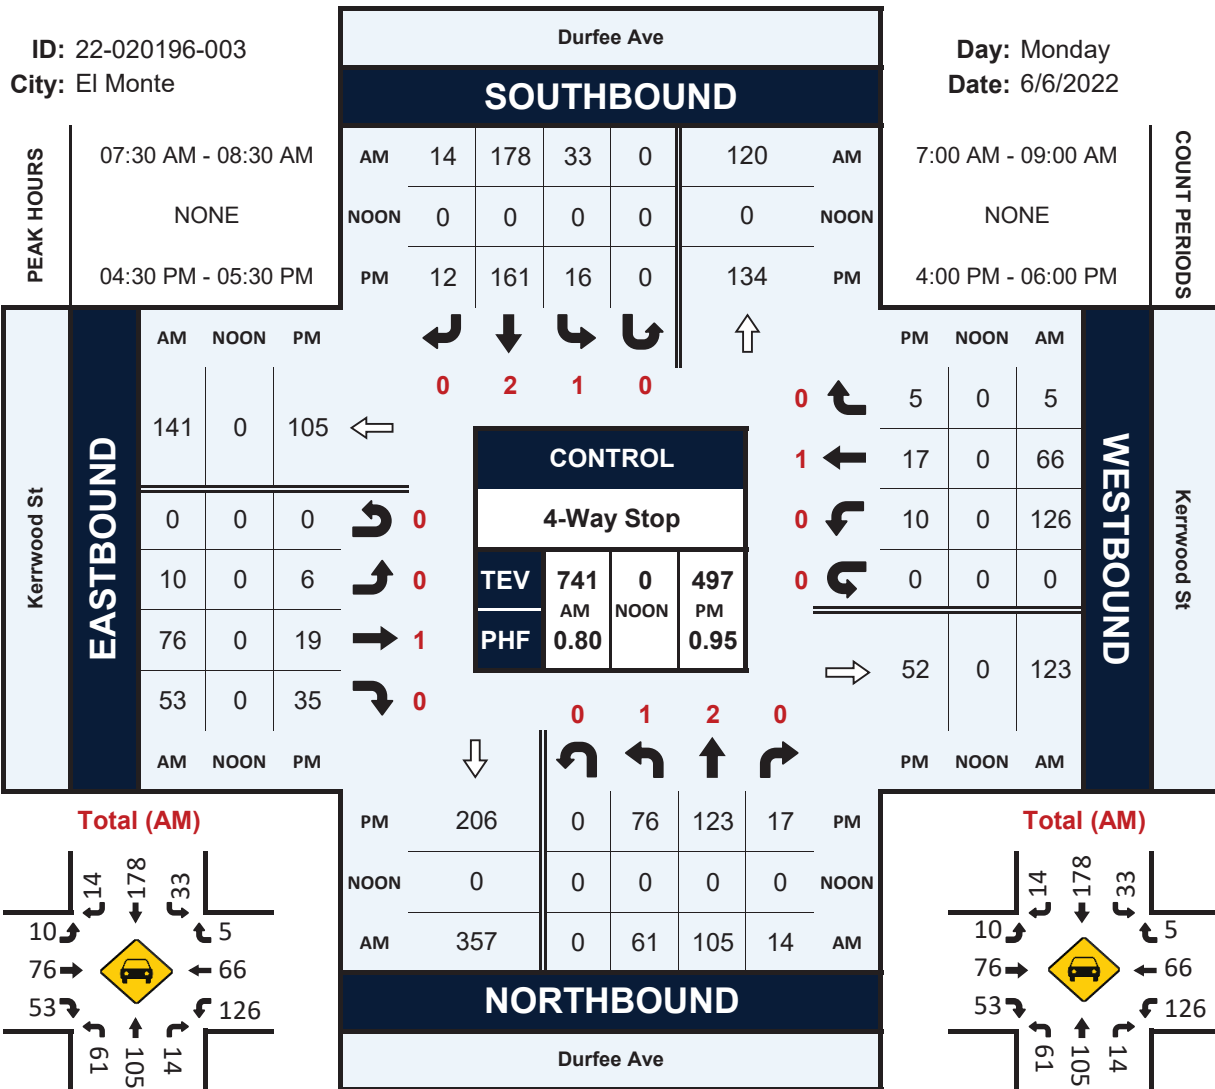 Durfee Ave
ID: 22-020196-003
Day: Monday
City: El Monte
Date: 6/6/2022
SOUTHBOUND
PEAK HOURS
07:30 AM - 08:30 AM
NONE
04:30 PM - 05:30 PM
AM 14 178 33 0 120 AM
NOON 0 0 0 0 0 NOON
PM 12 161 16 0 134 PM
7:00 AM - 09:00 AM
NONE
4:00 PM - 06:00 PM
COUNT PERIODS
0 2 1 0
Kerrwood St
EASTBOUND
AM NOON PM
141 0 105
0 0 0 0
10 0 6 0
76 0 19 1
53 0 35 0
AM NOON PM
CONTROL
4-Way Stop
TEV 741 0 497
AM NOON PM
PHF 0.80 0.95
PM NOON AM
0 5 0 5
1 17 0 66
0 10 0 126
0 0 0 0
52 0 123
PM NOON AM
WESTBOUND
Kerrwood St
0 1 2 0
PM 206 0 76 123 17 PM
NOON 0 0 0 0 0 NOON
AM 357 0 61 105 14 AM
NORTHBOUND
Durfee Ave
Total (AM)
14 178 33
10 5
76 66
53 126
61 105 14
Total (AM)
14 178 33
10 5
76 66
53 126
61 105 14